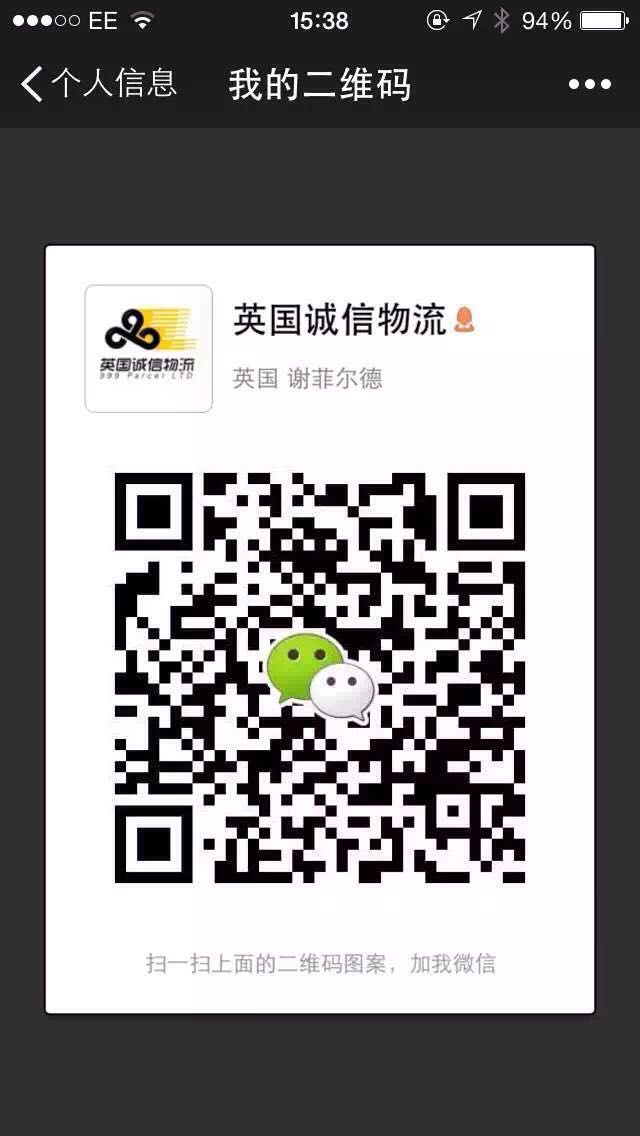 EE 15:38 94%
个人信息 我的二维码
英国诚信物流
英国诚信物流
999 Parcel LTD
英国 谢菲尔德
扫一扫上面的二维码图案，加我微信